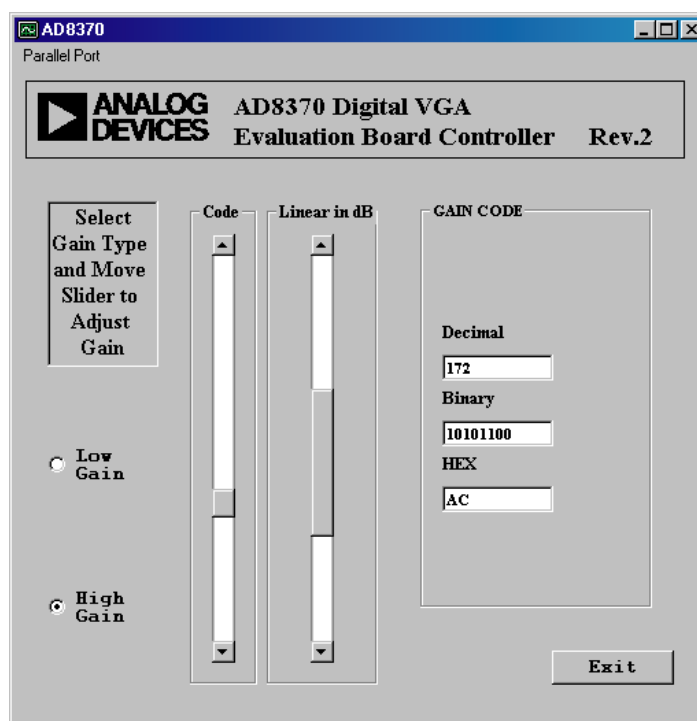 AD8370
Parallel Port
ANALOG
DEVICES
AD8370 Digital VGA
Evaluation Board Controller Rev.2
Select
Gain Type
and Move
Slider to
Adjust
Gain
Low
Gain
High
Gain
Code
Linear in dB
GAIN CODE
Decimal
172
Binary
10101100
HEX
AC
Exit